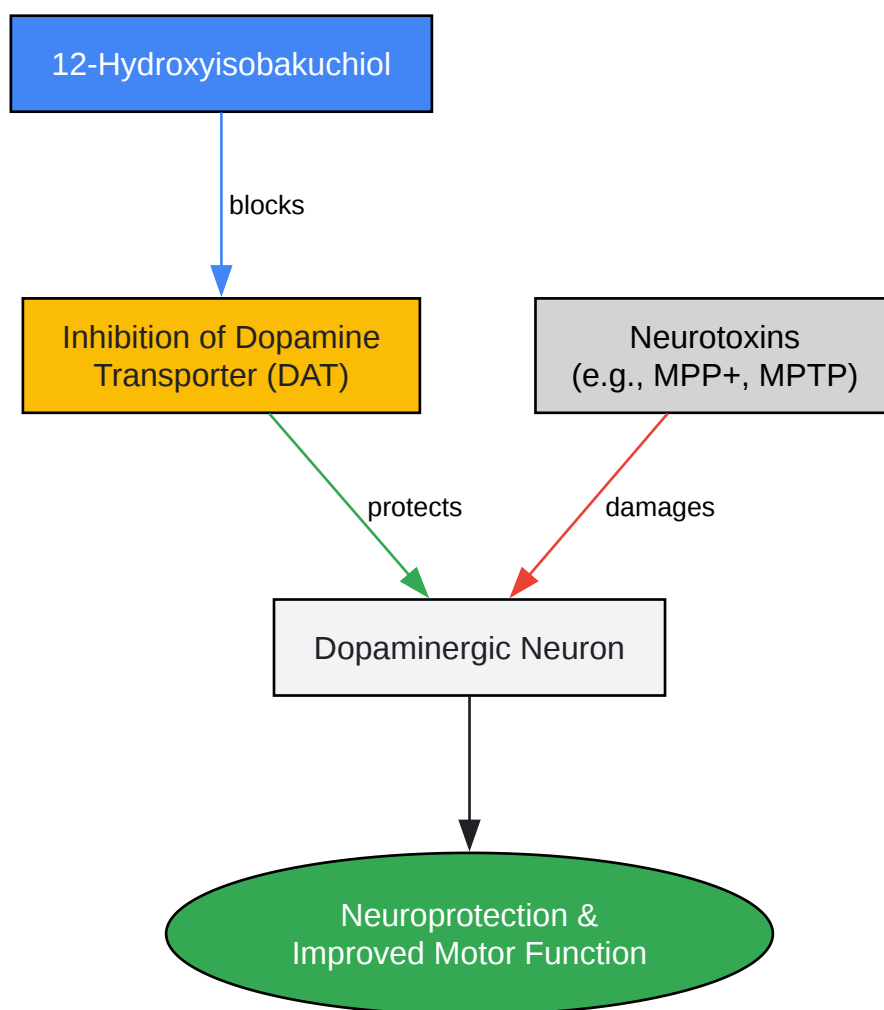 12-Hydroxyisobakuchiol
blocks
Inhibition of Dopamine
Transporter (DAT)
Neurotoxins
(e.g., MPP+, MPTP)
protects
damages
Dopaminergic Neuron
Neuroprotection &
Improved Motor Function